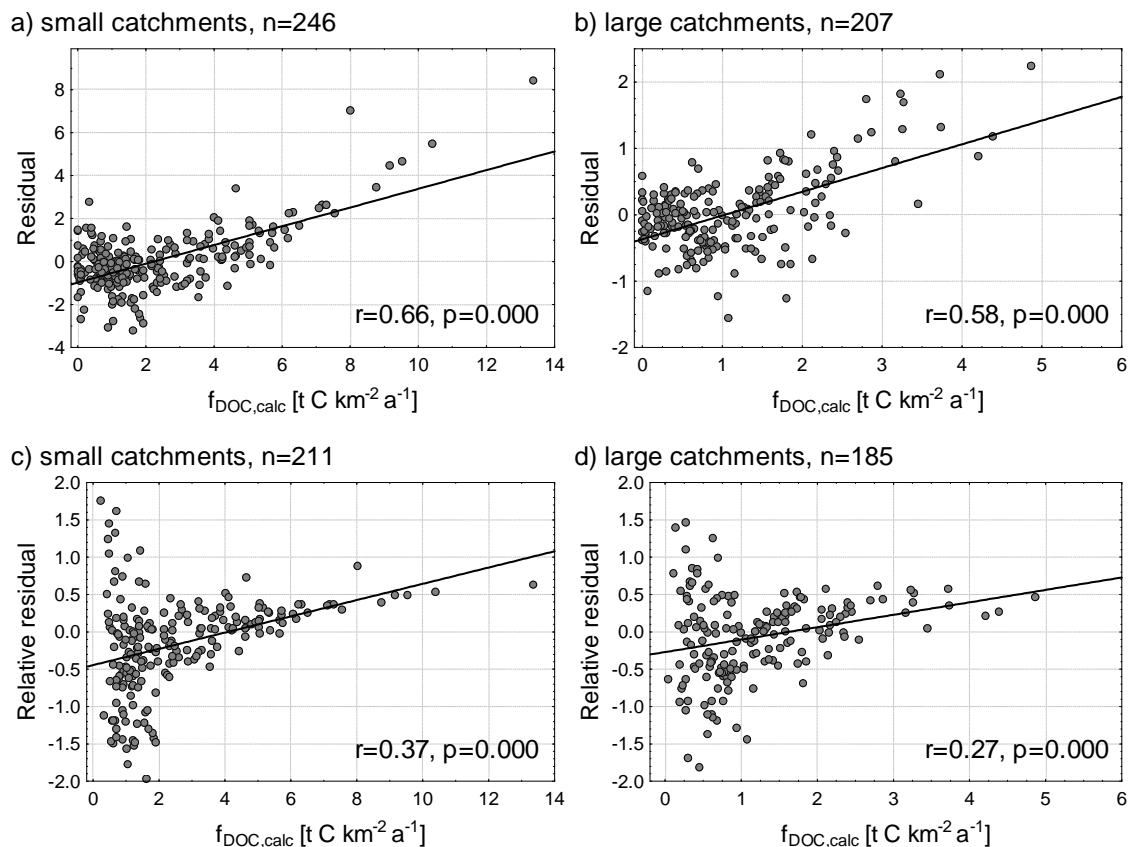 a) small catchments, n=246
b) large catchments, n=207
Residual
8
6
4
2
0
-2
-4
r=0.66, p=0.000
0 2 4 6 8 10 12 14
fDOC,calc [t C km-2 a-1]
Residual
2
1
0
-1
-2
r=0.58, p=0.000
0 1 2 3 4 5 6
fDOC,calc [t C km-2 a-1]
c) small catchments, n=211
d) large catchments, n=185
Relative residual
2.0
1.5
1.0
0.5
0.0
-0.5
-1.0
-1.5
2.0
r=0.37, p=0.000
0 2 4 6 8 10 12 14
fDOC,calc [t C km-2 a-1]
Relative residual
2.0
1.5
1.0
0.5
0.0
-0.5
-1.0
-1.5
2.0
r=0.27, p=0.000
0 1 2 3 4 5 6
fDOC,calc [t C km-2 a-1]